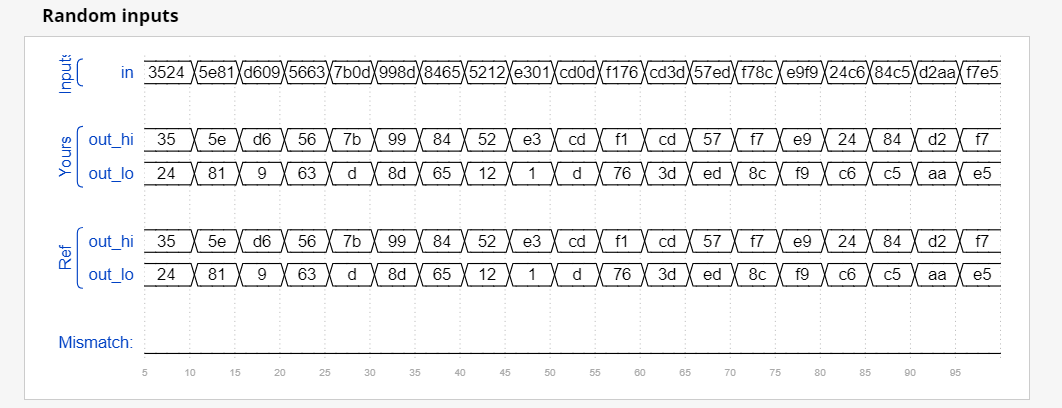 Random inputs
Inputs in 3524 5e81 d609 5663 7b0d 998d 8465 5212 e301 cd0d f176 cd3d 57ed f78c e9f9 24c6 84c5 d2aa f7e5
Yours
out_hi 35 5e d6 56 7b 99 84 52 e3 cd f1 cd 57 f7 e9 24 84 d2 f7
out_lo 24 81 9 63 d 8d 65 12 1 d 76 3d ed 8c f9 c6 c5 aa e5
Ref
out_hi 35 5e d6 56 7b 99 84 52 e3 cd f1 cd 57 f7 e9 24 84 d2 f7
out_lo 24 81 9 63 d 8d 65 12 1 d 76 3d ed 8c f9 c6 c5 aa e5
Mismatch:
5 10 15 20 25 30 35 40 45 50 55 60 65 70 75 80 85 90 95